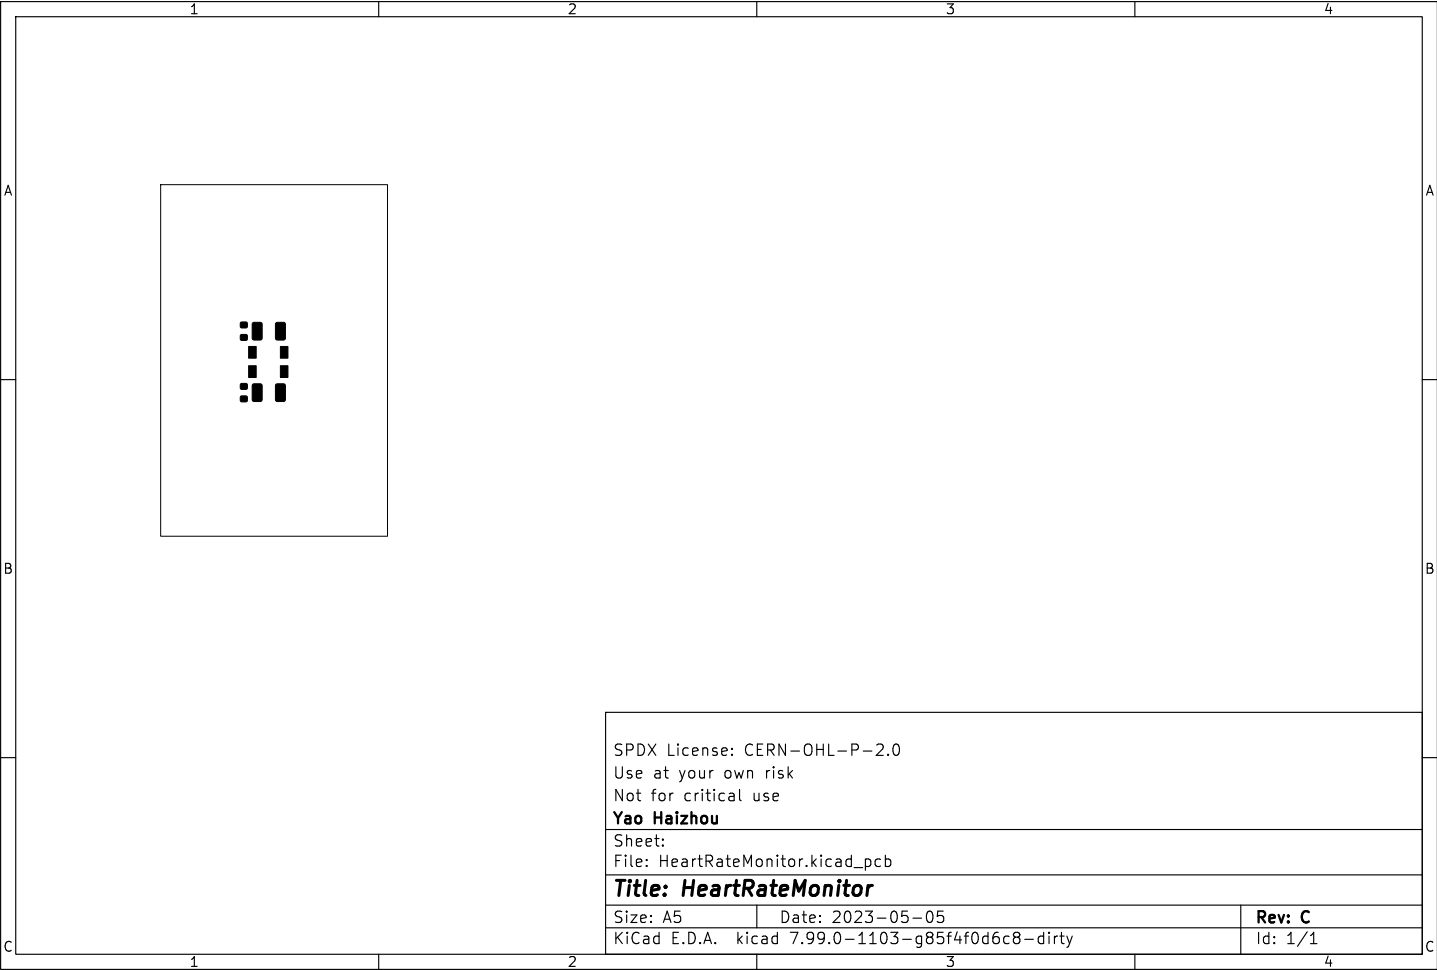 1 2 3 4
A A
B B
SPDX License: CERN-OHL-P-2.0
Use at your own risk
Not for critical use
Yao Haizhou
Sheet:
File: HeartRateMonitor.kicad_pcb
Title: HeartRateMonitor
Size: A5 Date: 2023-05-05 Rev: C
KiCad E.D.A. kicad 7.99.0-1103-g85f4f0d6c8-dirty Id: 1/1
C C
1 2 3 4